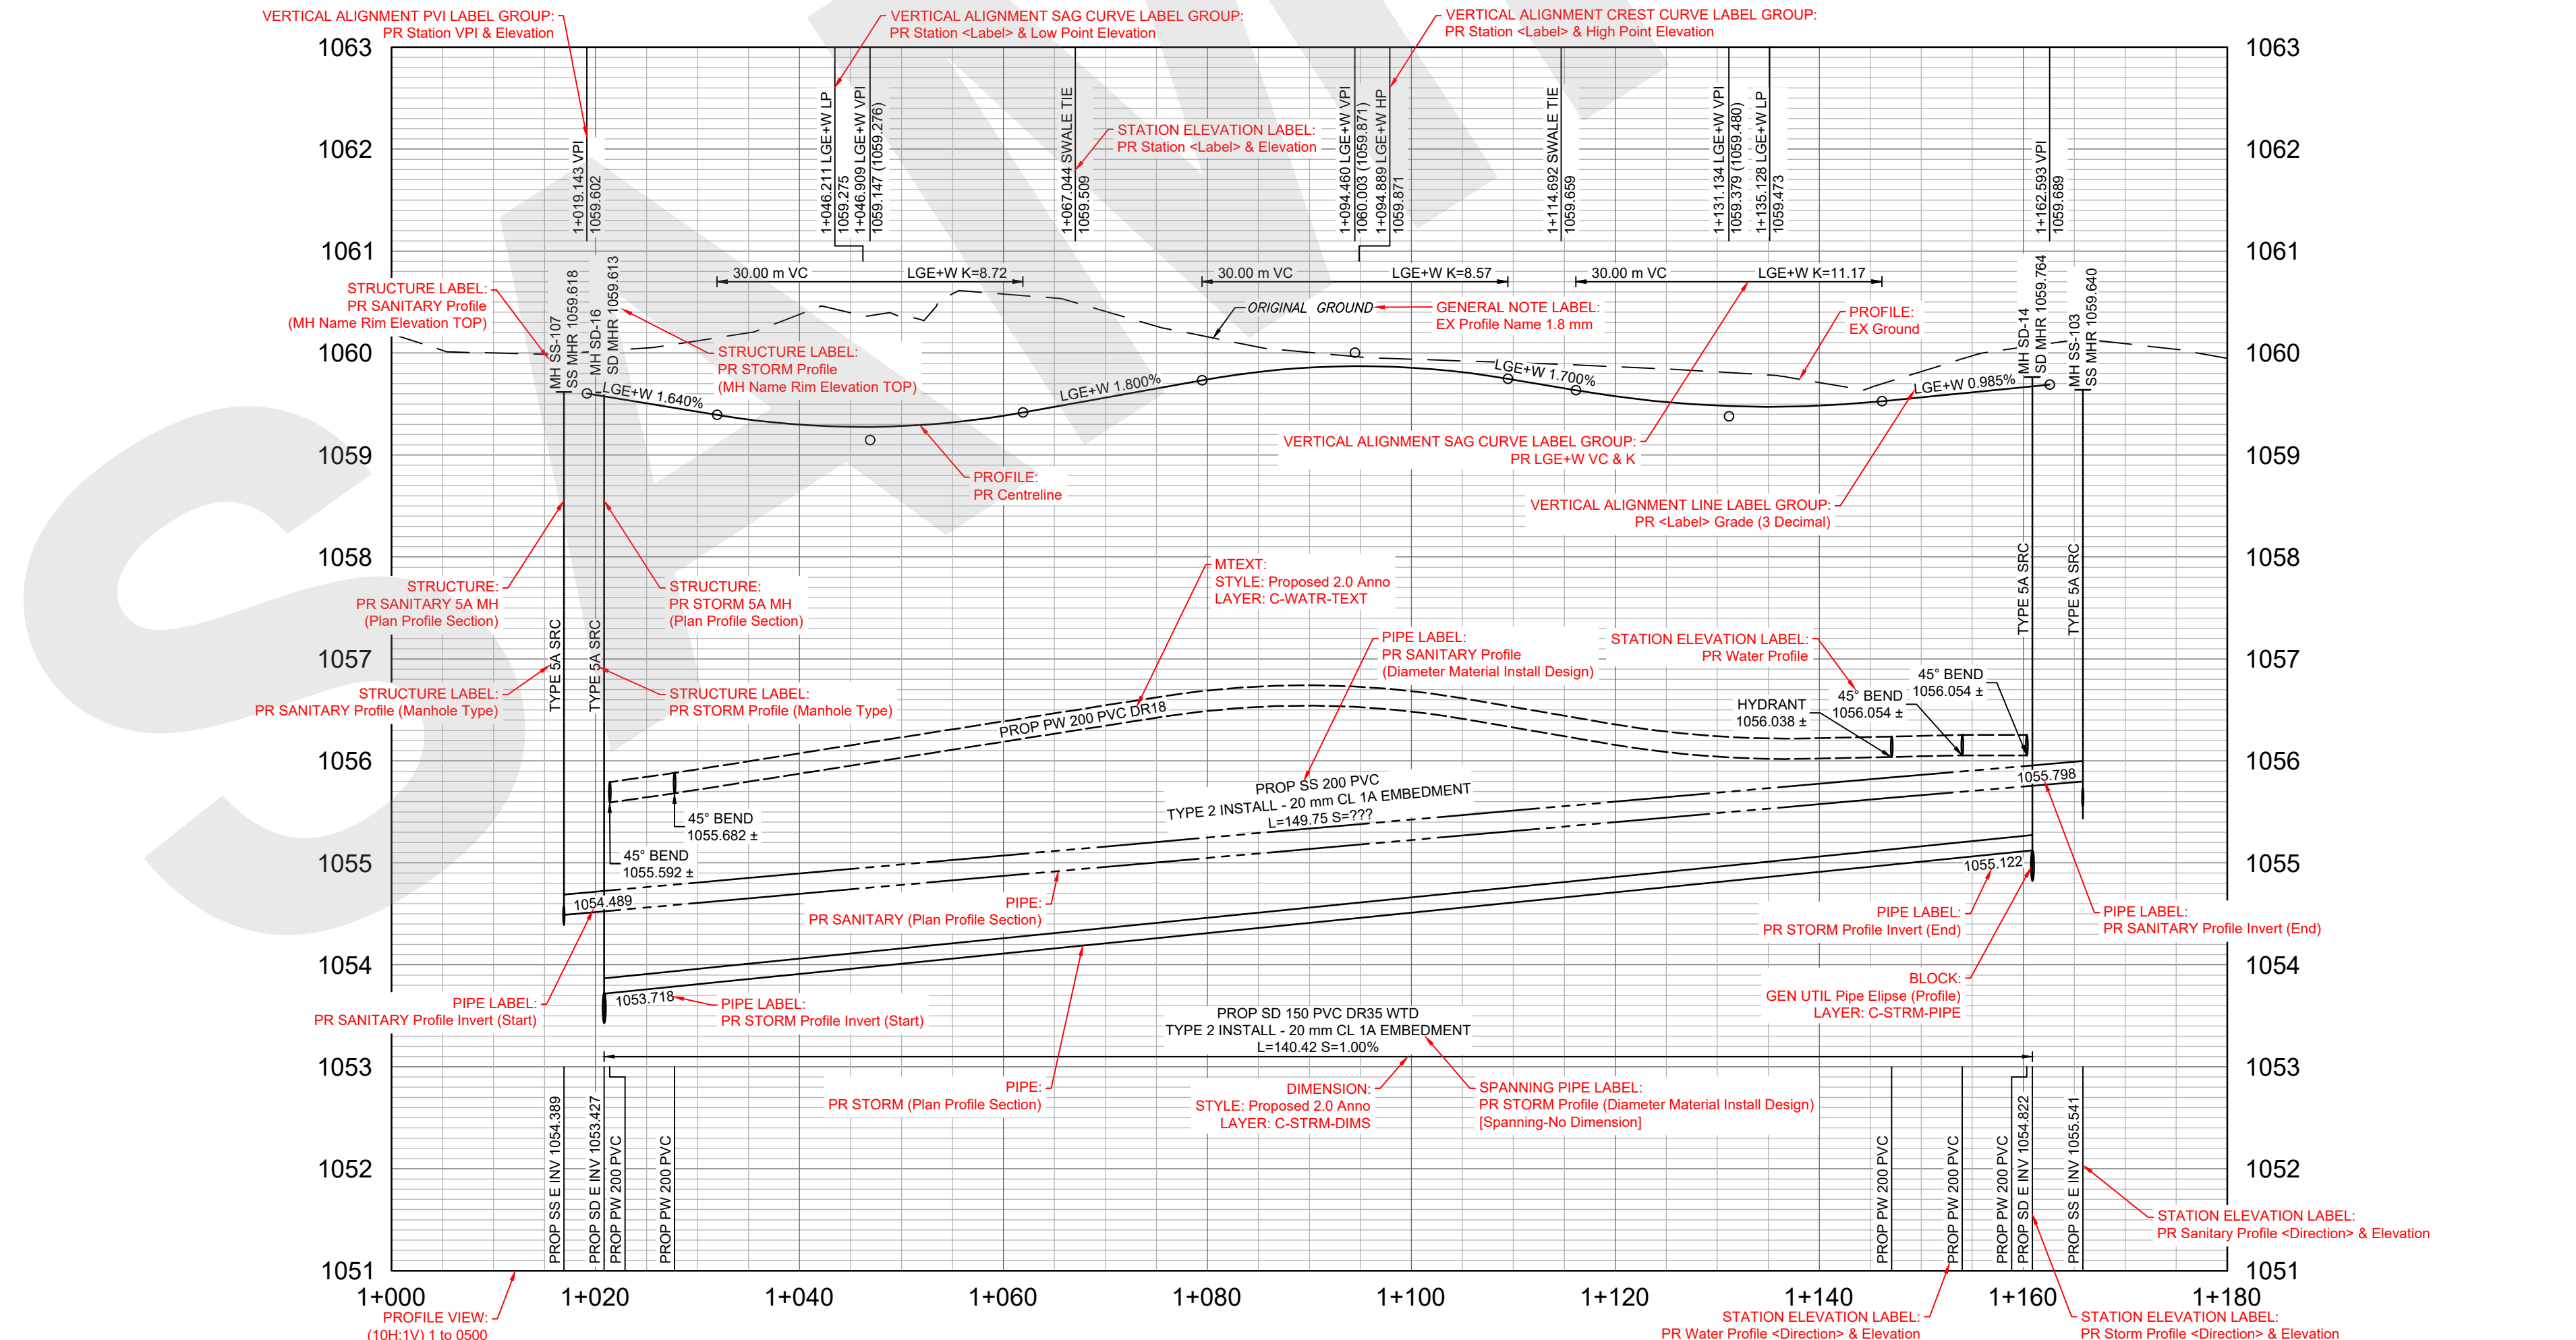 VERTICAL ALIGNMENT PVI LABEL GROUP:
PR Station VPI & Elevation
VERTICAL ALIGNMENT SAG CURVE LABEL GROUP:
PR Station <Label> & Low Point Elevation
VERTICAL ALIGNMENT CREST CURVE LABEL GROUP:
PR Station <Label> & High Point Elevation
1063
1063
1062
1062
1061
1061
1060
1060
1059
1059
1058
1058
1057
1057
1056
1056
1055
1055
1054
1054
1053
1053
1052
1052
1051
1051
1+019.143 VPI
1059.602
1+046.211 LGE+W LP
1059.275
1+046.909 LGE+W VPI
1059.147 (1059.276)
1+067.044 SWALE TIE
1059.509
STATION ELEVATION LABEL:
PR Station <Label> & Elevation
1+094.460 LGE+W VPI
1060.003 (1059.871)
1+094.889 LGE+W HP
1059.871
1+114.692 SWALE TIE
1059.659
1+131.134 LGE+W VPI
1059.379 (1059.480)
1+135.128 LGE+W LP
1059.473
1+162.593 VPI
1059.689
30.00 m VC
LGE+W K=8.72
30.00 m VC
LGE+W K=8.57
30.00 m VC
LGE+W K=11.17
STRUCTURE LABEL:
PR SANITARY Profile
(MH Name Rim Elevation TOP)
MH SS-107
SS MHR 1059.618
MH SD-16
SD MHR 1059.613
STRUCTURE LABEL:
PR STORM Profile
(MH Name Rim Elevation TOP)
ORIGINAL GROUND
GENERAL NOTE LABEL:
EX Profile Name 1.8 mm
PROFILE:
EX Ground
MH SD-14
SD MHR 1059.764
MH SS-103
SS MHR 1059.640
LGE+W 1.640%
LGE+W 1.800%
LGE+W 1.700%
LGE+W 0.985%
VERTICAL ALIGNMENT SAG CURVE LABEL GROUP:
PR LGE+W VC & K
PROFILE:
PR Centreline
VERTICAL ALIGNMENT LINE LABEL GROUP:
PR <Label> Grade (3 Decimal)
STRUCTURE:
PR SANITARY 5A MH
(Plan Profile Section)
STRUCTURE:
PR STORM 5A MH
(Plan Profile Section)
MTEXT:
STYLE: Proposed 2.0 Anno
LAYER: C-WATR-TEXT
TYPE 5A SRC
TYPE 5A SRC
TYPE 5A SRC
TYPE 5A SRC
PIPE LABEL:
PR SANITARY Profile
(Diameter Material Install Design)
STATION ELEVATION LABEL:
PR Water Profile
STRUCTURE LABEL:
PR SANITARY Profile (Manhole Type)
STRUCTURE LABEL:
PR STORM Profile (Manhole Type)
PROP PW 200 PVC DR18
HYDRANT
1056.038 ±
45° BEND
1056.054 ±
45° BEND
1056.054 ±
PROP SS 200 PVC
TYPE 2 INSTALL - 20 mm CL 1A EMBEDMENT
L=149.75 S=???
1055.798
45° BEND
1055.682 ±
45° BEND
1055.592 ±
1055.122
1054.489
PIPE:
PR SANITARY (Plan Profile Section)
PIPE LABEL:
PR STORM Profile Invert (End)
PIPE LABEL:
PR SANITARY Profile Invert (End)
BLOCK:
GEN UTIL Pipe Elipse (Profile)
LAYER: C-STRM-PIPE
1053.718
PIPE LABEL:
PR SANITARY Profile Invert (Start)
PIPE LABEL:
PR STORM Profile Invert (Start)
PROP SD 150 PVC DR35 WTD
TYPE 2 INSTALL - 20 mm CL 1A EMBEDMENT
L=140.42 S=1.00%
PIPE:
PR STORM (Plan Profile Section)
DIMENSION:
STYLE: Proposed 2.0 Anno
LAYER: C-STRM-DIMS
SPANNING PIPE LABEL:
PR STORM Profile (Diameter Material Install Design)
[Spanning-No Dimension]
PROP SS E INV 1054.389
PROP SD E INV 1053.427
PROP PW 200 PVC
PROP PW 200 PVC
PROP PW 200 PVC
PROP PW 200 PVC
PROP PW 200 PVC
PROP SD E INV 1054.822
PROP SS E INV 1055.541
STATION ELEVATION LABEL:
PR Sanitary Profile <Direction> & Elevation
1+000
1+020
1+040
1+060
1+080
1+100
1+120
1+140
1+160
1+180
PROFILE VIEW:
(10H:1V) 1 to 0500
STATION ELEVATION LABEL:
PR Water Profile <Direction> & Elevation
STATION ELEVATION LABEL:
PR Storm Profile <Direction> & Elevation